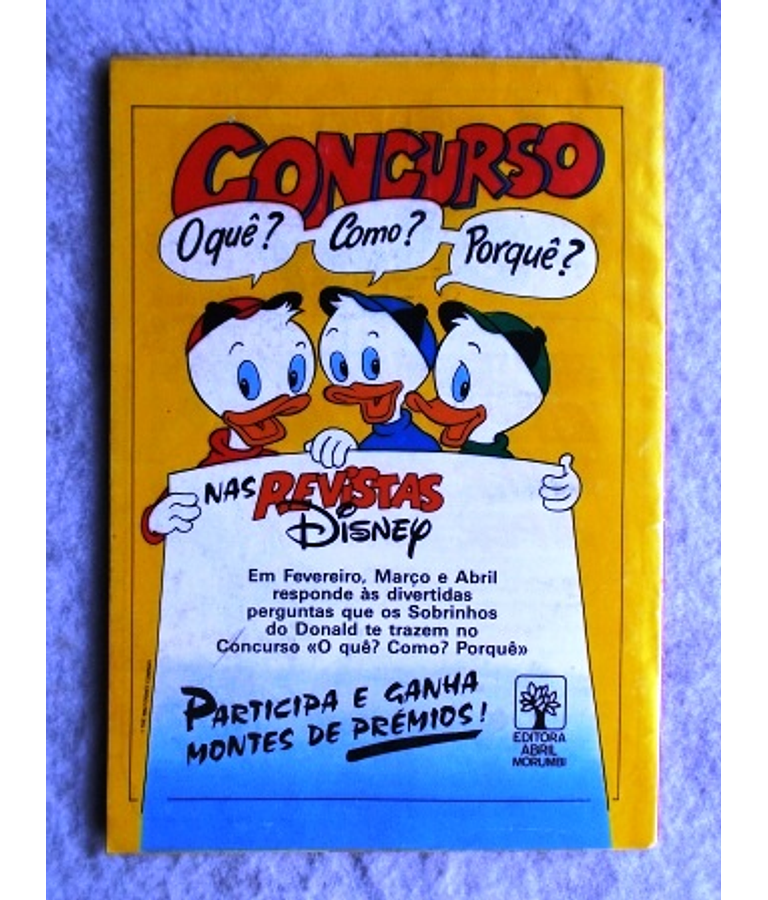 CONCURSO
O quê? Como? Porquê?
NAS REVISTAS
DISNEY
Em Fevereiro, Março e Abril
responde às divertidas
perguntas que os Sobrinhos
do Donald te trazem no
Concurso «O quê? Como? Porquê»
PARTICIPA E GANHA
MONTES DE PRÉMIOS!
EDITORA
ABRIL
MORUMBI